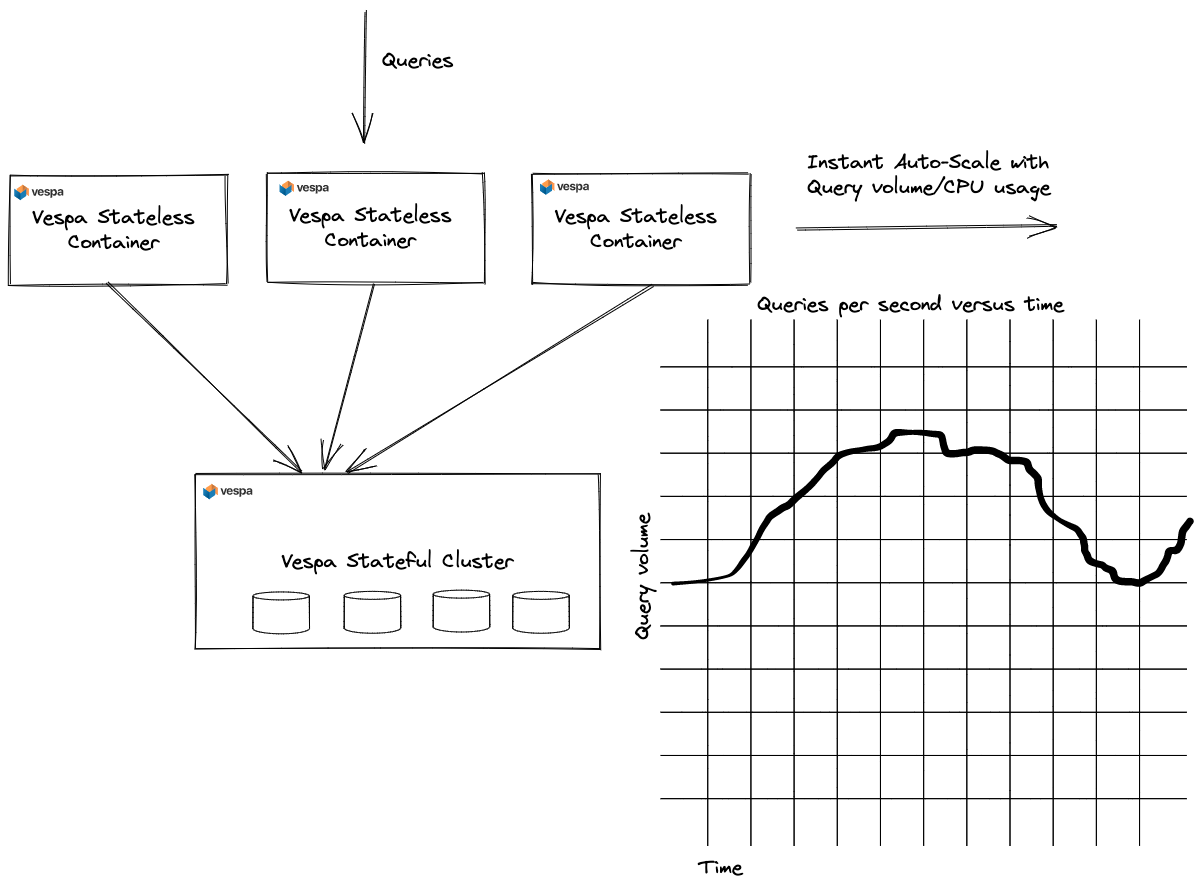 Queries
vespa
Vespa Stateless
Container
vespa
Vespa Stateless
Container
vespa
Vespa Stateless
Container
Instant Auto-Scale with
Query volume/CPU usage
Queries per second versus time
vespa
Vespa Stateful Cluster
Query volume
Time